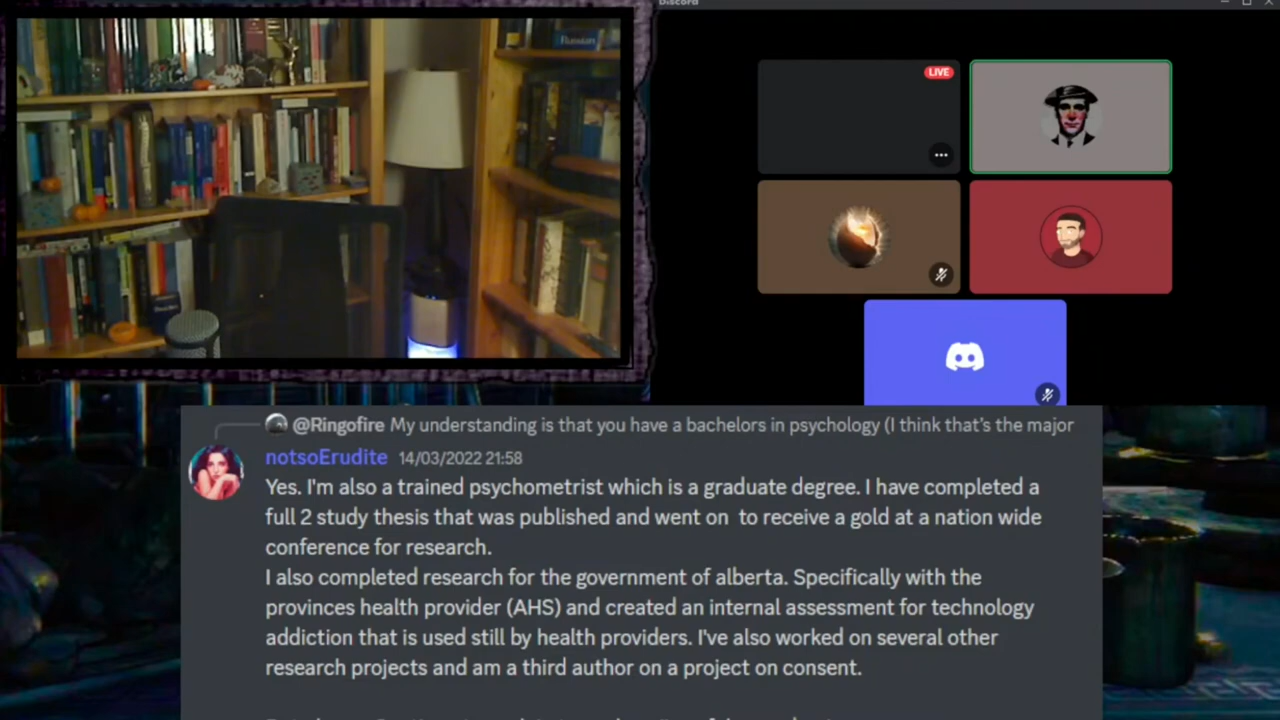 Discord
Russian
LIVE
@Ringofire My understanding is that you have a bachelors in psychology (I think that's the major
notsoErudite 14/03/2022 21:58
Yes. I'm also a trained psychometrist which is a graduate degree. I have completed a
full 2 study thesis that was published and went on to receive a gold at a nation wide
conference for research.
I also completed research for the government of alberta. Specifically with the
provinces health provider (AHS) and created an internal assessment for technology
addiction that is used still by health providers. I've also worked on several other
research projects and am a third author on a project on consent.